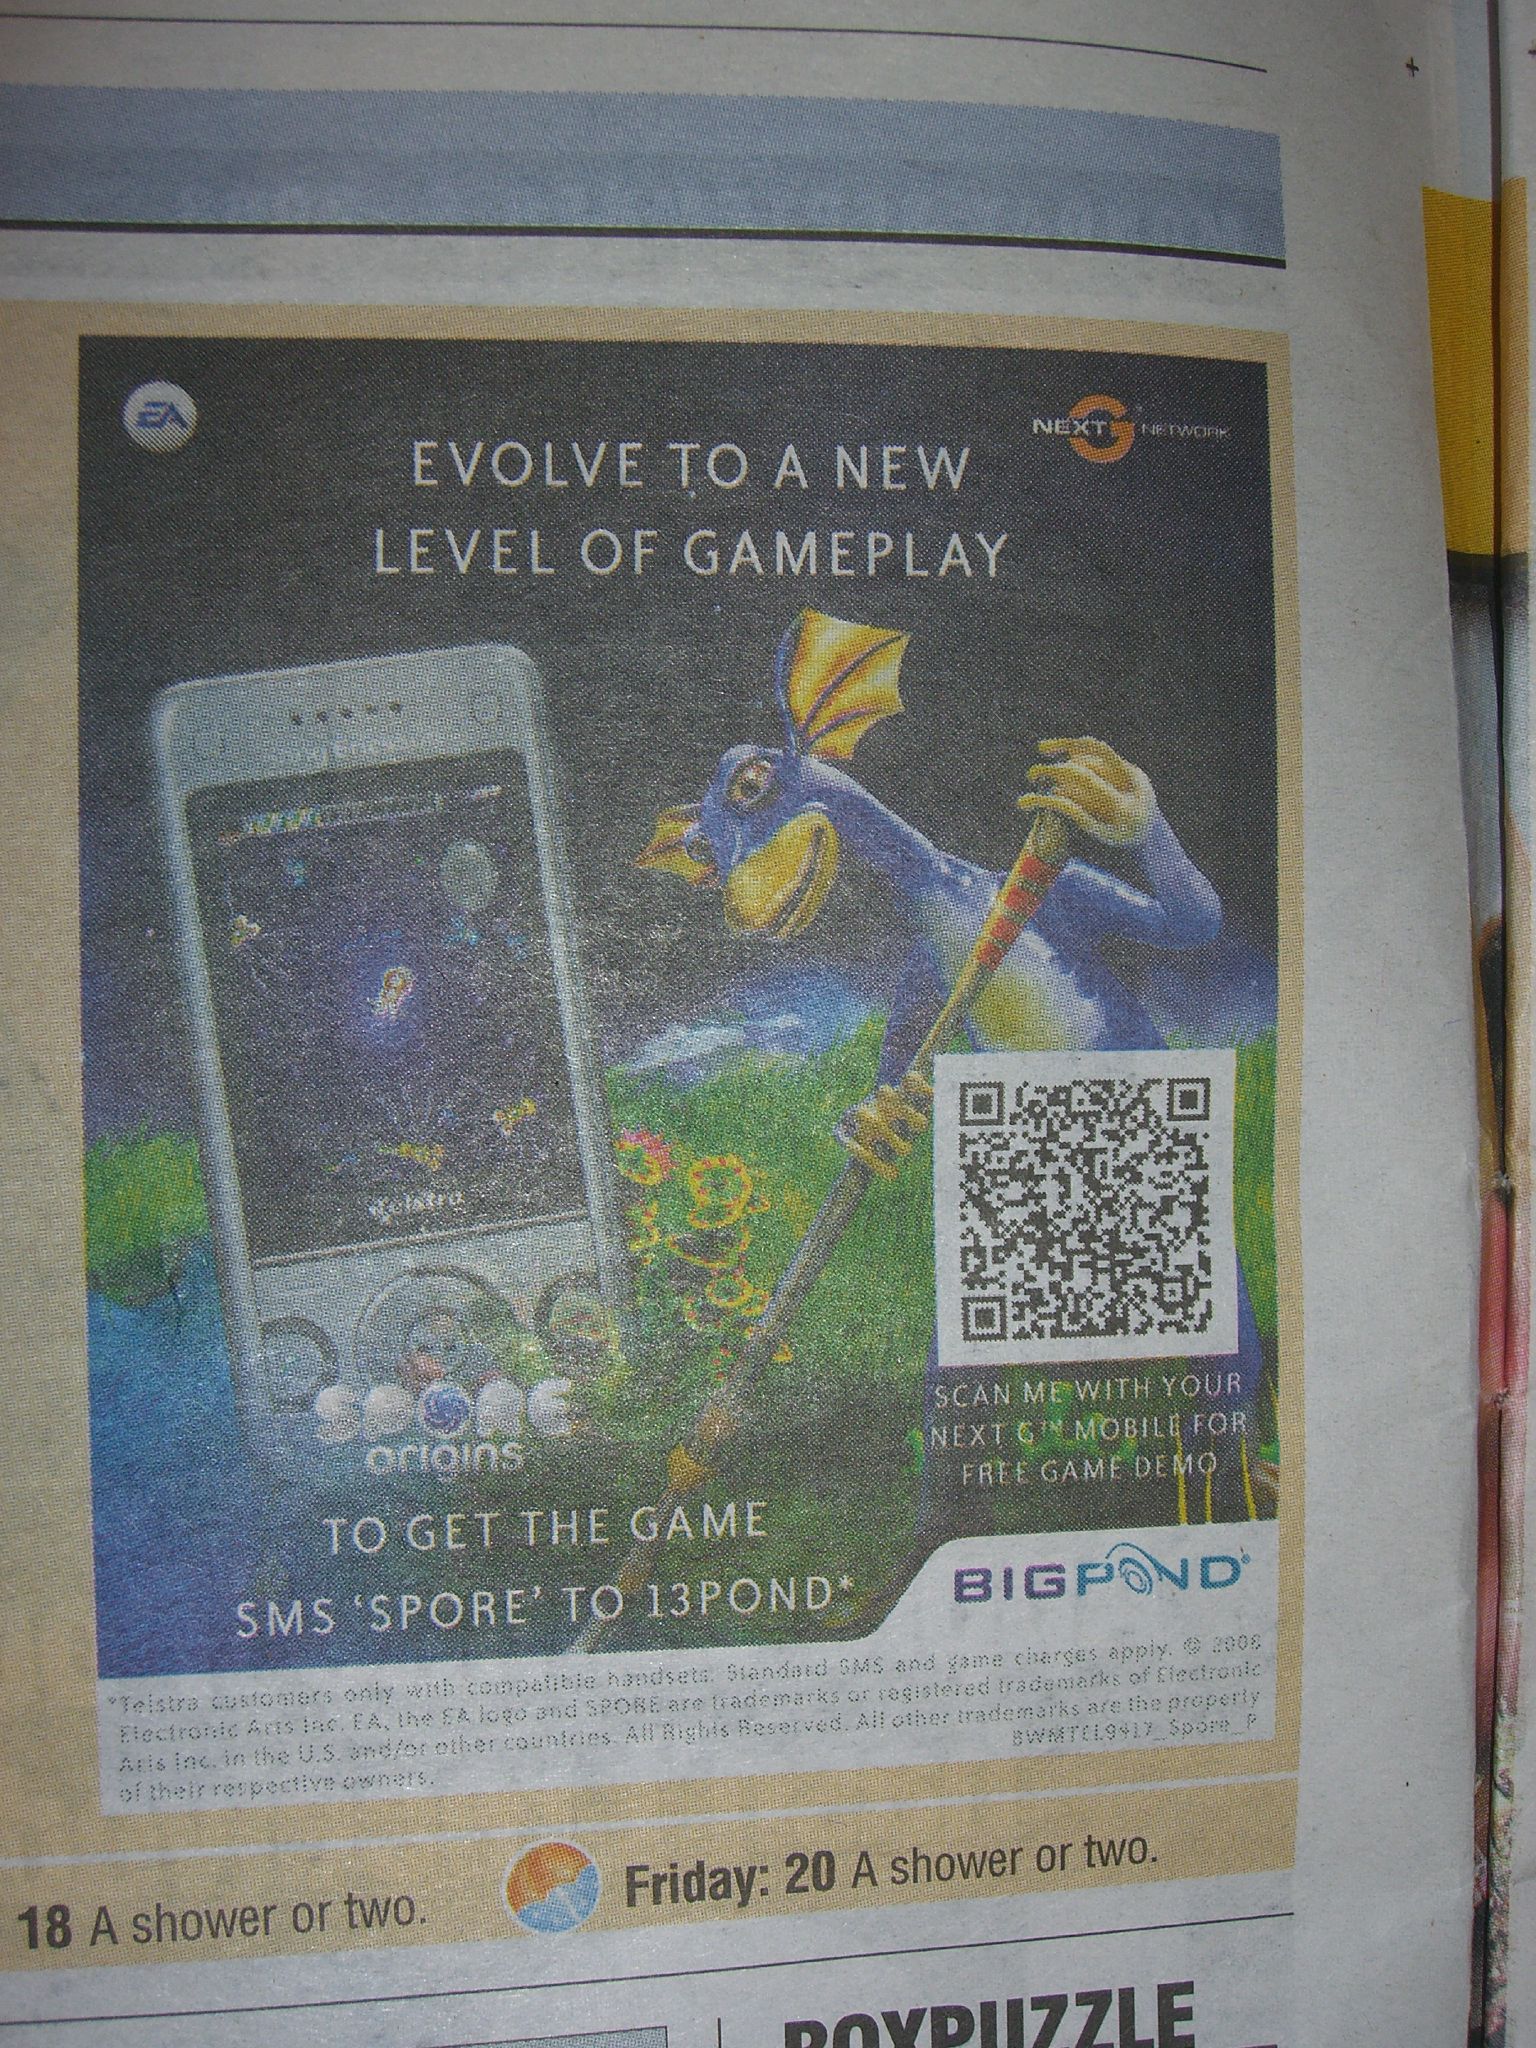 EA
NEXT G NETWORK
EVOLVE TO A NEW
LEVEL OF GAMEPLAY
Telstra
SPORE
origins
SCAN ME WITH YOUR
NEXT G™ MOBILE FOR
FREE GAME DEMO
TO GET THE GAME
SMS ‘SPORE’ TO 13POND*
BIGPOND®
*Telstra customers only with compatible handsets. Standard SMS and game charges apply. ©
Electronic Arts Inc. EA, the EA logo and SPORE are trademarks or registered trademarks of Electronic
Arts Inc. in the U.S. and/or other countries. All Rights Reserved. All other trademarks are the property
of their respective owners.
18 A shower or two.
Friday: 20 A shower or two.
BOXPUZZLE